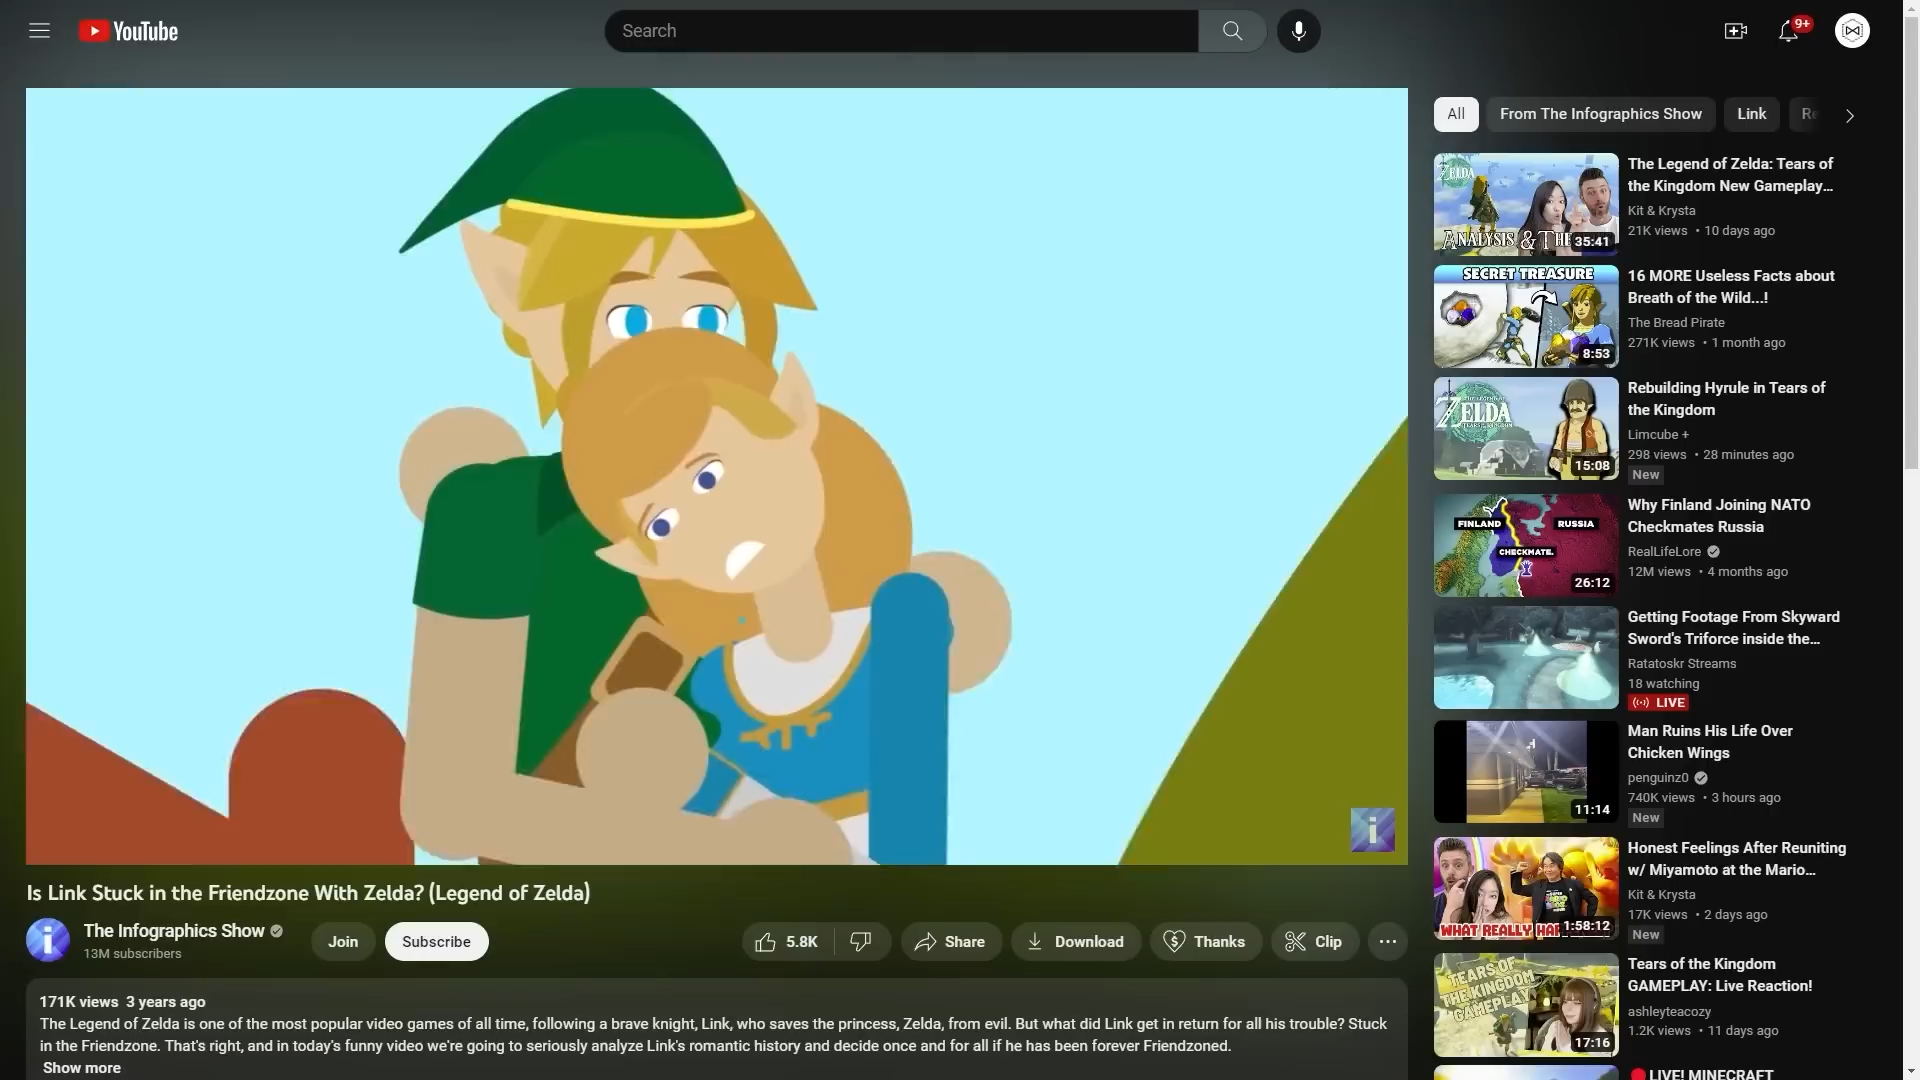 YouTube
Search
9+
Is Link Stuck in the Friendzone With Zelda? (Legend of Zelda)
The Infographics Show
13M subscribers
Join
Subscribe
5.8K
Share
Download
Thanks
Clip
171K views 3 years ago
The Legend of Zelda is one of the most popular video games of all time, following a brave knight, Link, who saves the princess, Zelda, from evil. But what did Link get in return for all his trouble? Stuck
in the Friendzone. That's right, and in today's funny video we're going to seriously analyze Link's romantic history and decide once and for all if he has been forever Friendzoned.
Show more
All
From The Infographics Show
Link
Re
ZELDA
ANALYSIS & THE
35:41
The Legend of Zelda: Tears of
the Kingdom New Gameplay...
Kit & Krysta
21K views • 10 days ago
SECRET TREASURE
8:53
16 MORE Useless Facts about
Breath of the Wild...!
The Bread Pirate
271K views • 1 month ago
ZELDA
15:08
Rebuilding Hyrule in Tears of
the Kingdom
Limcube +
298 views • 28 minutes ago
New
FINLAND
RUSSIA
CHECKMATE.
26:12
Why Finland Joining NATO
Checkmates Russia
RealLifeLore
12M views • 4 months ago
Getting Footage From Skyward
Sword's Triforce inside the...
Ratatoskr Streams
18 watching
LIVE
11:14
Man Ruins His Life Over
Chicken Wings
penguinz0
740K views • 3 hours ago
New
WHAT REALLY HA
1:58:12
Honest Feelings After Reuniting
w/ Miyamoto at the Mario...
Kit & Krysta
17K views • 2 days ago
New
TEARS OF
THE KINGDOM
GAMEPLAY
17:16
Tears of the Kingdom
GAMEPLAY: Live Reaction!
ashleyteacozy
1.2K views • 11 days ago
LIVE! MINECRAFT